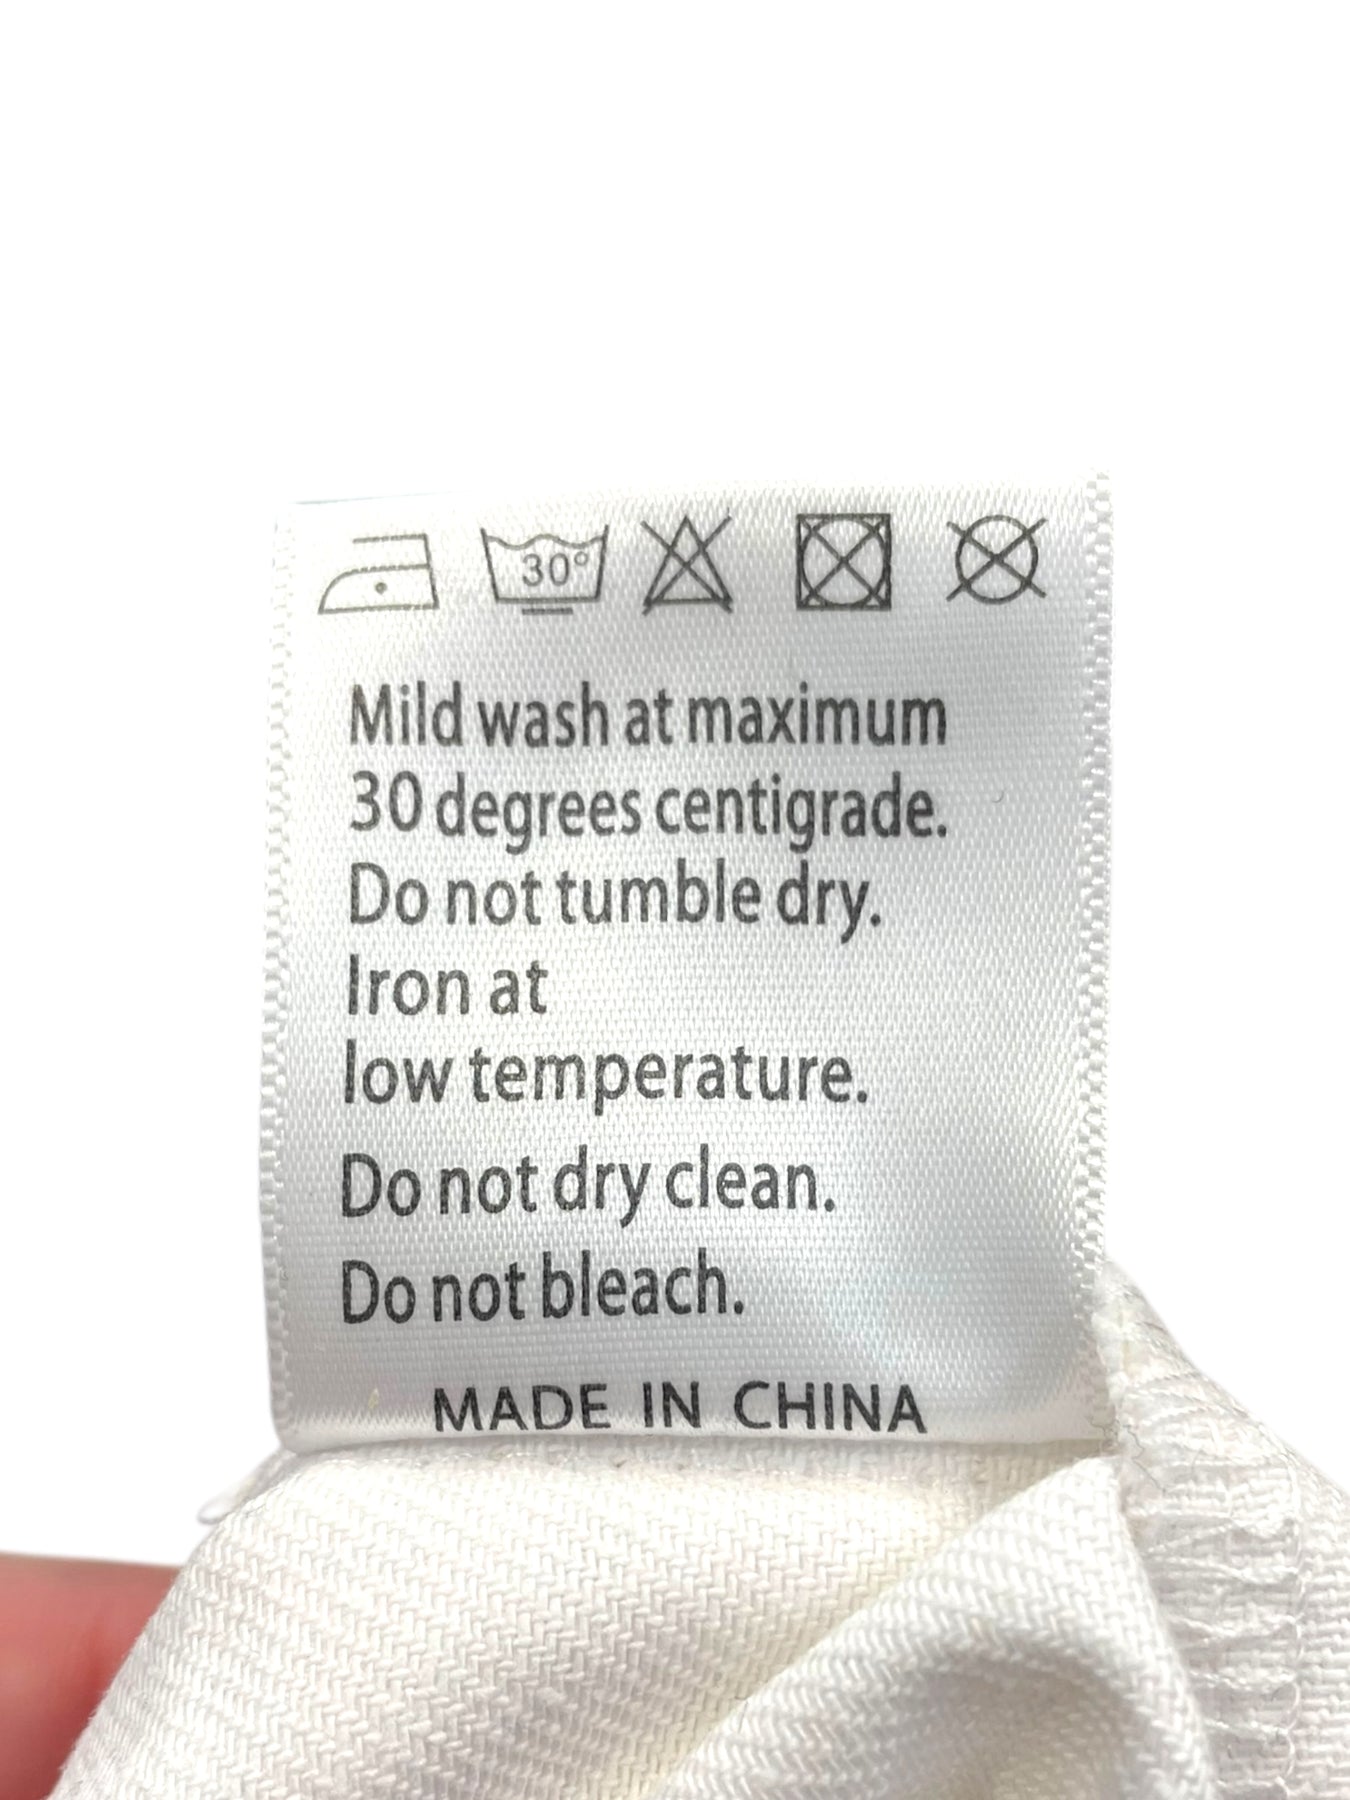 30°
Mild wash at maximum
30 degrees centigrade.
Do not tumble dry.
Iron at
low temperature.
Do not dry clean.
Do not bleach.
MADE IN CHINA